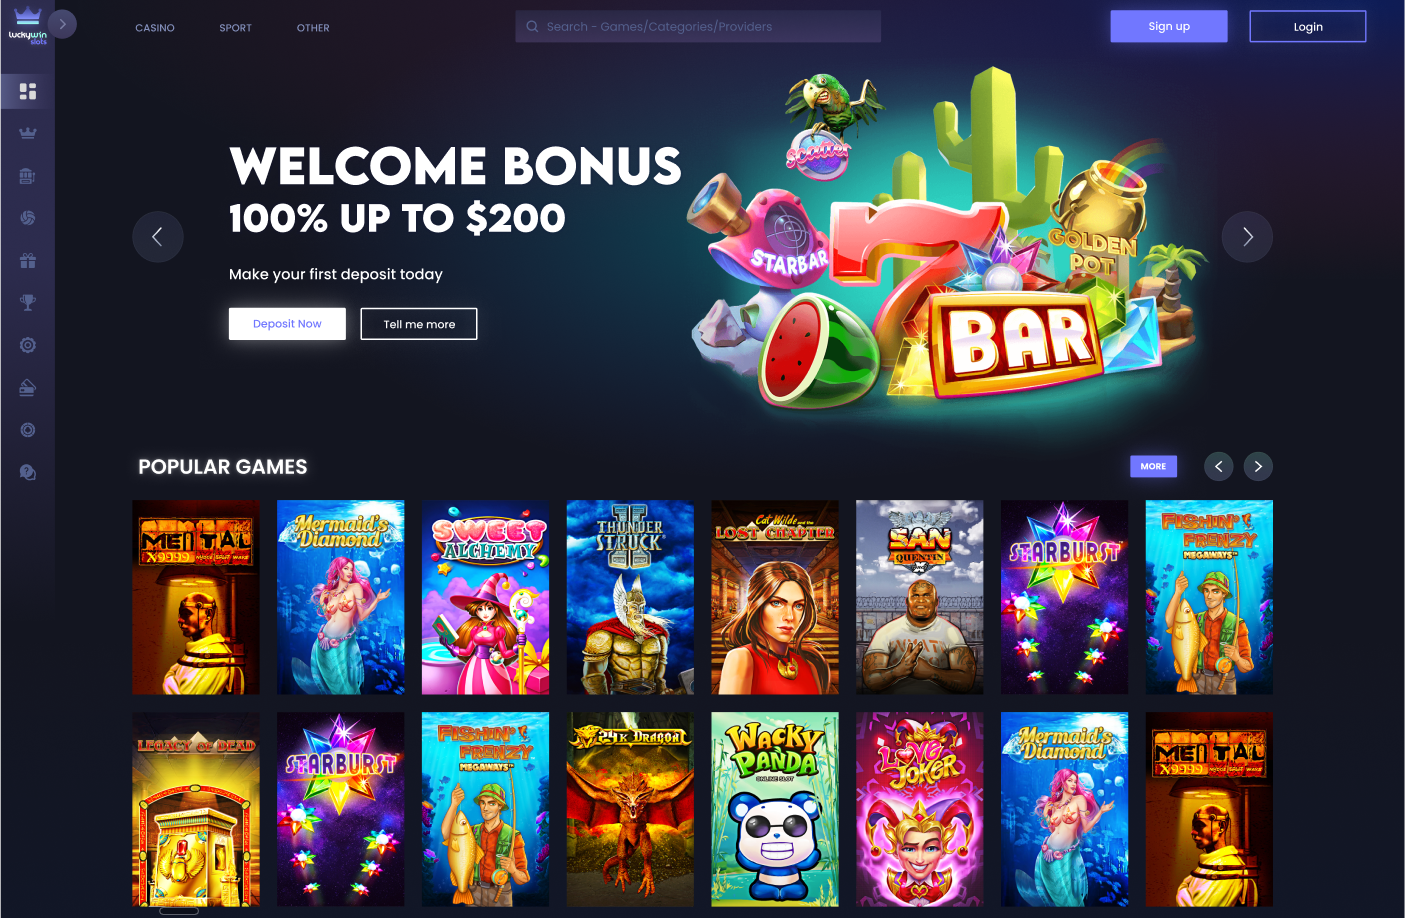 luckywin
slots
CASINO
SPORT
OTHER
Search - Games/Categories/Providers
Sign up
Login
WELCOME BONUS
100% UP TO $200
Make your first deposit today
Deposit Now
Tell me more
Scatter
STARBAR
7
GOLDEN
POT
BAR
POPULAR GAMES
MORE
MENTAL
X9999
Mermaid's
Diamond
SWEET
ALCHEMY
THUNDER
STRUCK
II
Cat Wilde and the
LOST CHAPTER
SAN
QUENTIN
STARBURST
FISHIN'
FRENZY
MEGAWAYS
LEGACY OF DEAD
STARBURST
FISHIN'
FRENZY
MEGAWAYS
24K DRAGON
WACKY
PANDA
ONLINE SLOT
LOVE
JOKER
Mermaid's
Diamond
MENTAL
X9999